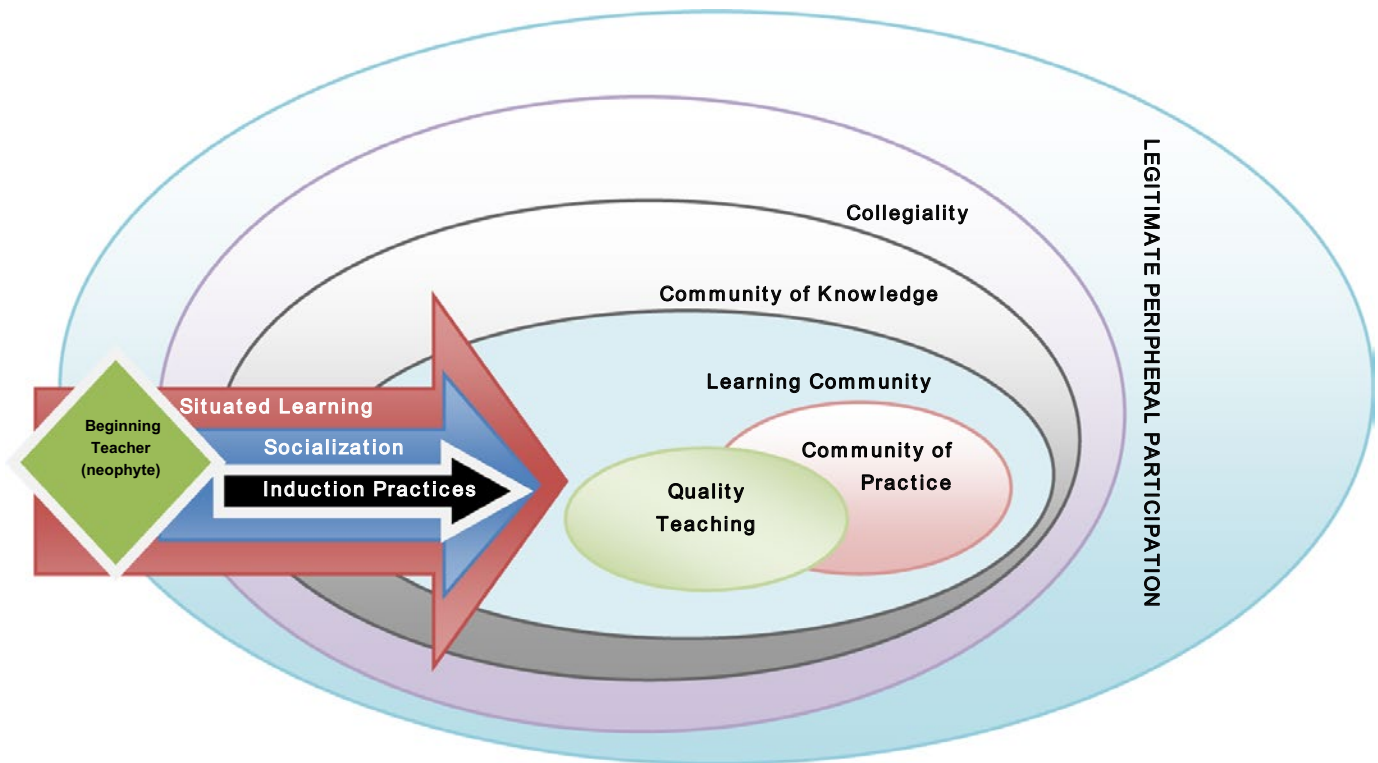 LEGITIMATE PERIPHERAL PARTICIPATION
Collegiality
Community of Knowledge
Learning Community
Situated Learning
Beginning
Teacher
(neophyte)
Socialization
Induction Practices
Community of
Practice
Quality
Teaching